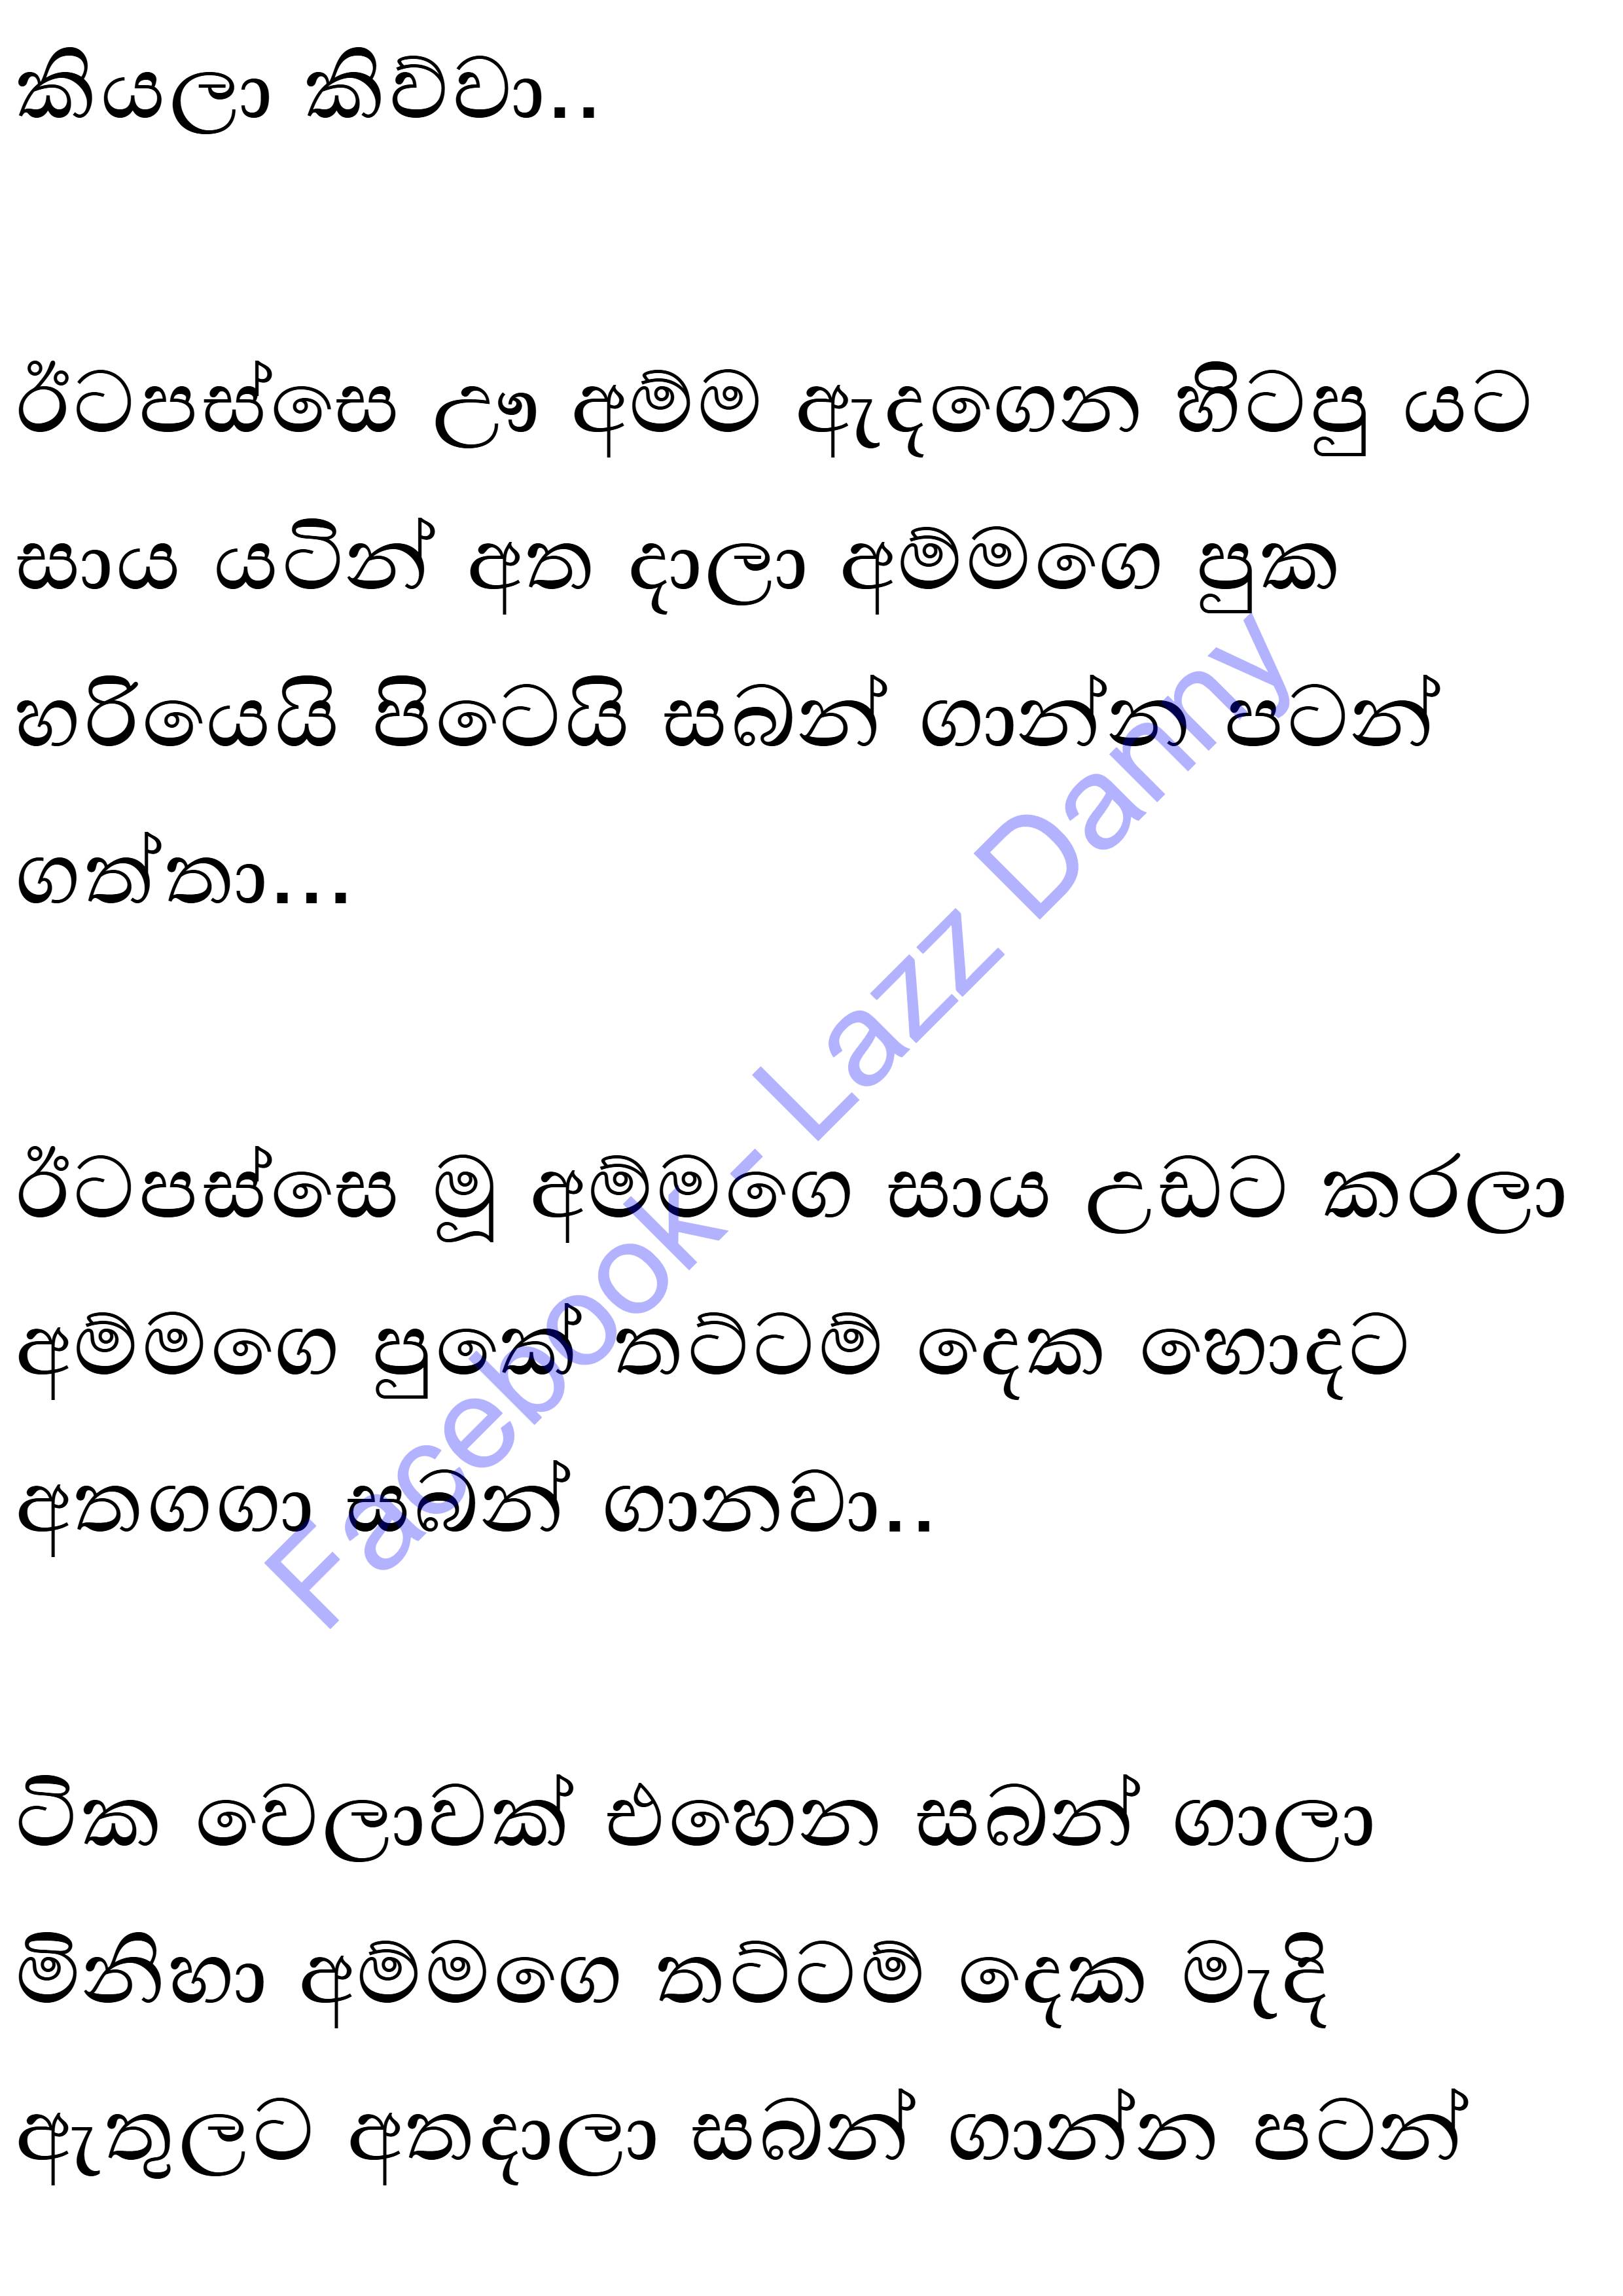 කියලා කිව්වා..
ඊටපස්සෙ ඌ අම්ම ඇදගෙන හිටපු යට
සාය යටින් අත දාලා අම්මගෙ පුක
හරියෙයි පිටෙයි සබන් ගාන්න පටන්
ගත්තා...
ඊටපස්සෙ මූ අම්මගෙ සාය උඩට කරලා
අම්මගෙ පුකේ තට්ටම් දෙක හොදට
අතගගා සබන් ගානවා..
ටික වෙලාවක් එහෙන සබන් ගාලා
මිනිහා අම්මගෙ තට්ටම් දෙක මැදි
ඇතුලට අතදාලා සබන් ගාන්න පටන්
Facebook- Lazz Danny